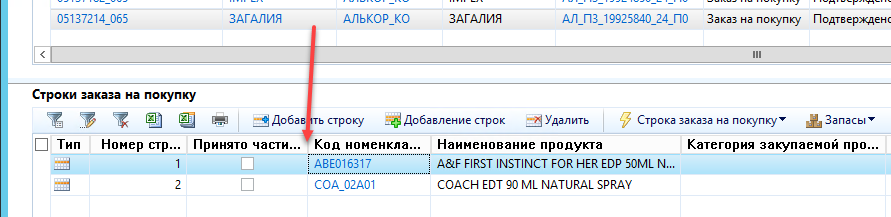 05137214_065 ЗАГАЛИЯ АЛЬКОР_КО ЗАГАЛИЯ АЛ_ПЗ_19925840_24_П0 Заказ на покупку Подтверждено
Строки заказа на покупку
Добавить строку Добавление строк Удалить Строка заказа на покупку Запасы
Тип Номер стр... Принято части... Код номенкла... Наименование продукта Категория закупаемой про...
1 ABE016317 A&F FIRST INSTINCT FOR HER EDP 50ML N...
2 COA_02A01 COACH EDT 90 ML NATURAL SPRAY